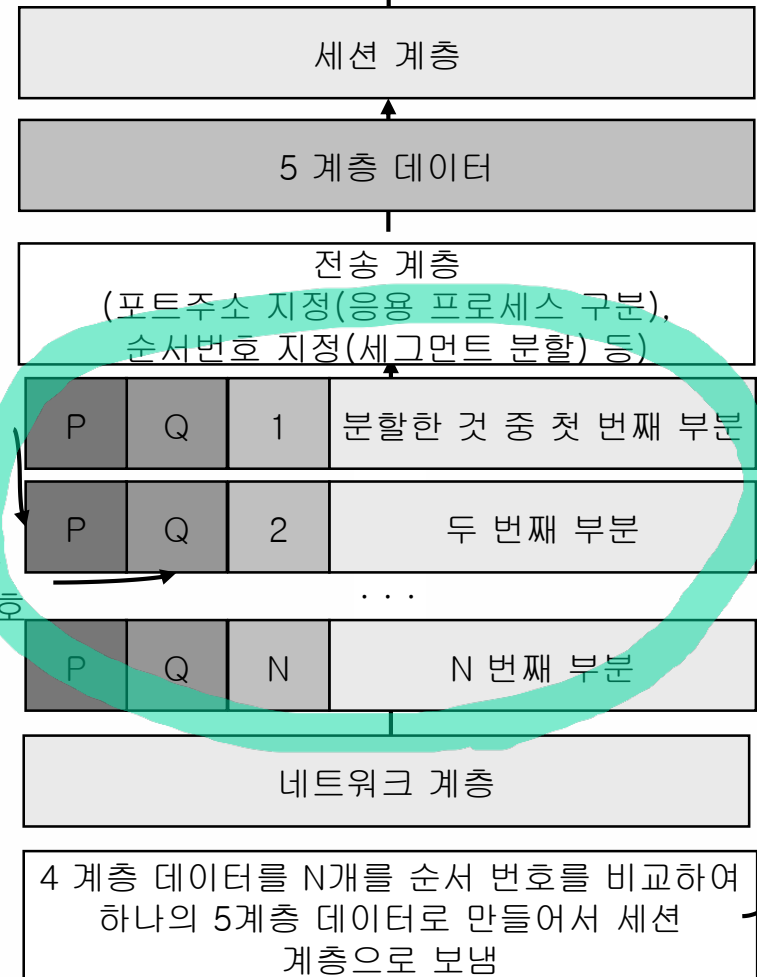 세션 계층
5 계층 데이터
전송 계층
(포트주소 지정(응용 프로세스 구분),
순서번호 지정(세그먼트 분할) 등)
P Q 1 분할한 것 중 첫 번째 부분
P Q 2 두 번째 부분
호 . . .
P Q N N 번째 부분
네트워크 계층
4 계층 데이터를 N개를 순서 번호를 비교하여
하나의 5계층 데이터로 만들어서 세션
계층으로 보냄